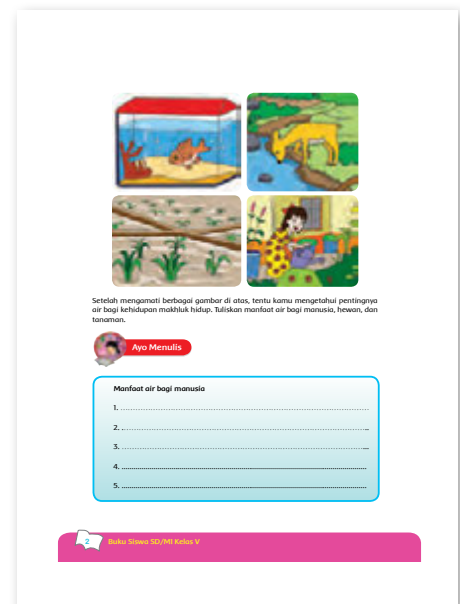 Setelah mengamati berbagai gambar di atas, tentu kamu mengetahui pentingnya
air bagi kehidupan makhluk hidup. Tuliskan manfaat air bagi manusia, hewan, dan
tanaman.
Ayo Menulis
Manfaat air bagi manusia
1. ....................................................................................
2. ....................................................................................
3. ....................................................................................
4. ....................................................................................
5. ....................................................................................
2 Buku Siswa SD/MI Kelas V